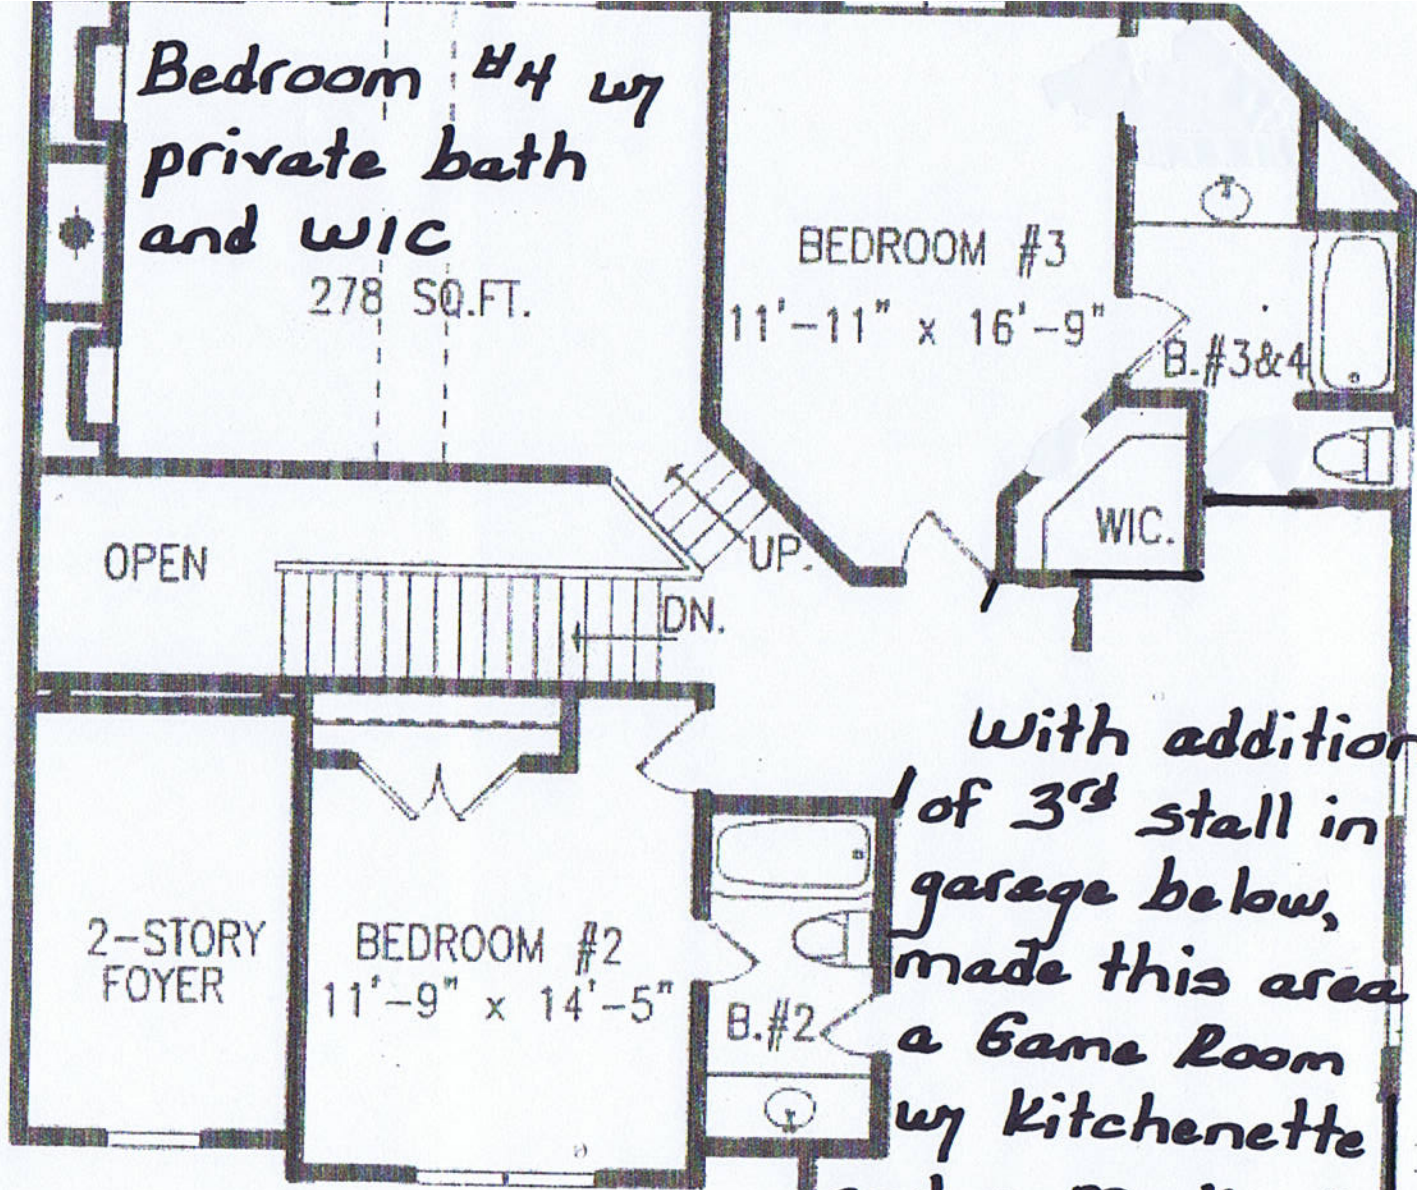 Bedroom #4 w/
private bath
and WIC
278 SQ.FT.
BEDROOM #3
11'-11" x 16'-9"
B.#3&4
WIC.
OPEN
UP.
DN.
2-STORY
FOYER
BEDROOM #2
11'-9" x 14'-5"
B.#2
With addition
of 3rd stall in
garage below,
made this area
a Game Room
w/ Kitchenette